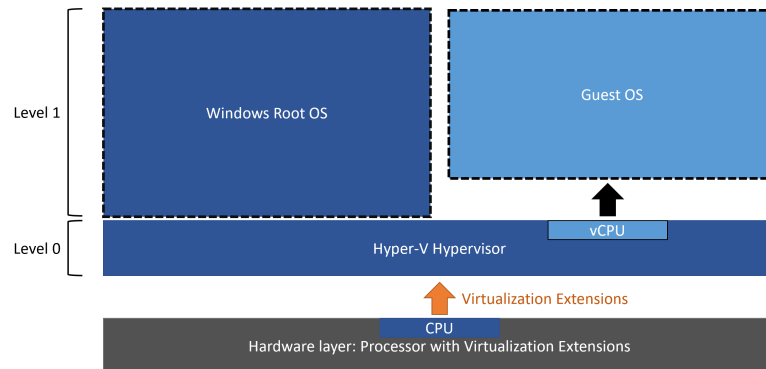 Level 1
Windows Root OS
Guest OS
Level 0
vCPU
Hyper-V Hypervisor
Virtualization Extensions
CPU
Hardware layer: Processor with Virtualization Extensions